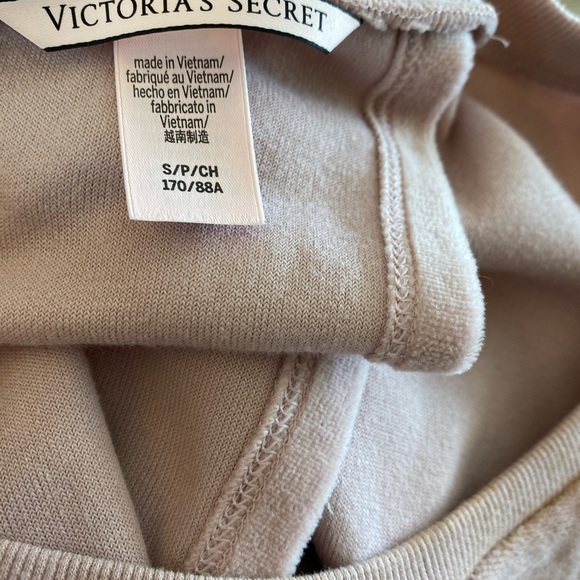 VICTORIA'S SECRET
made in Vietnam/
fabriqué au Vietnam/
hecho en Vietnam/
fabbricato in
Vietnam/
越南制造
S/P/CH
170/88A